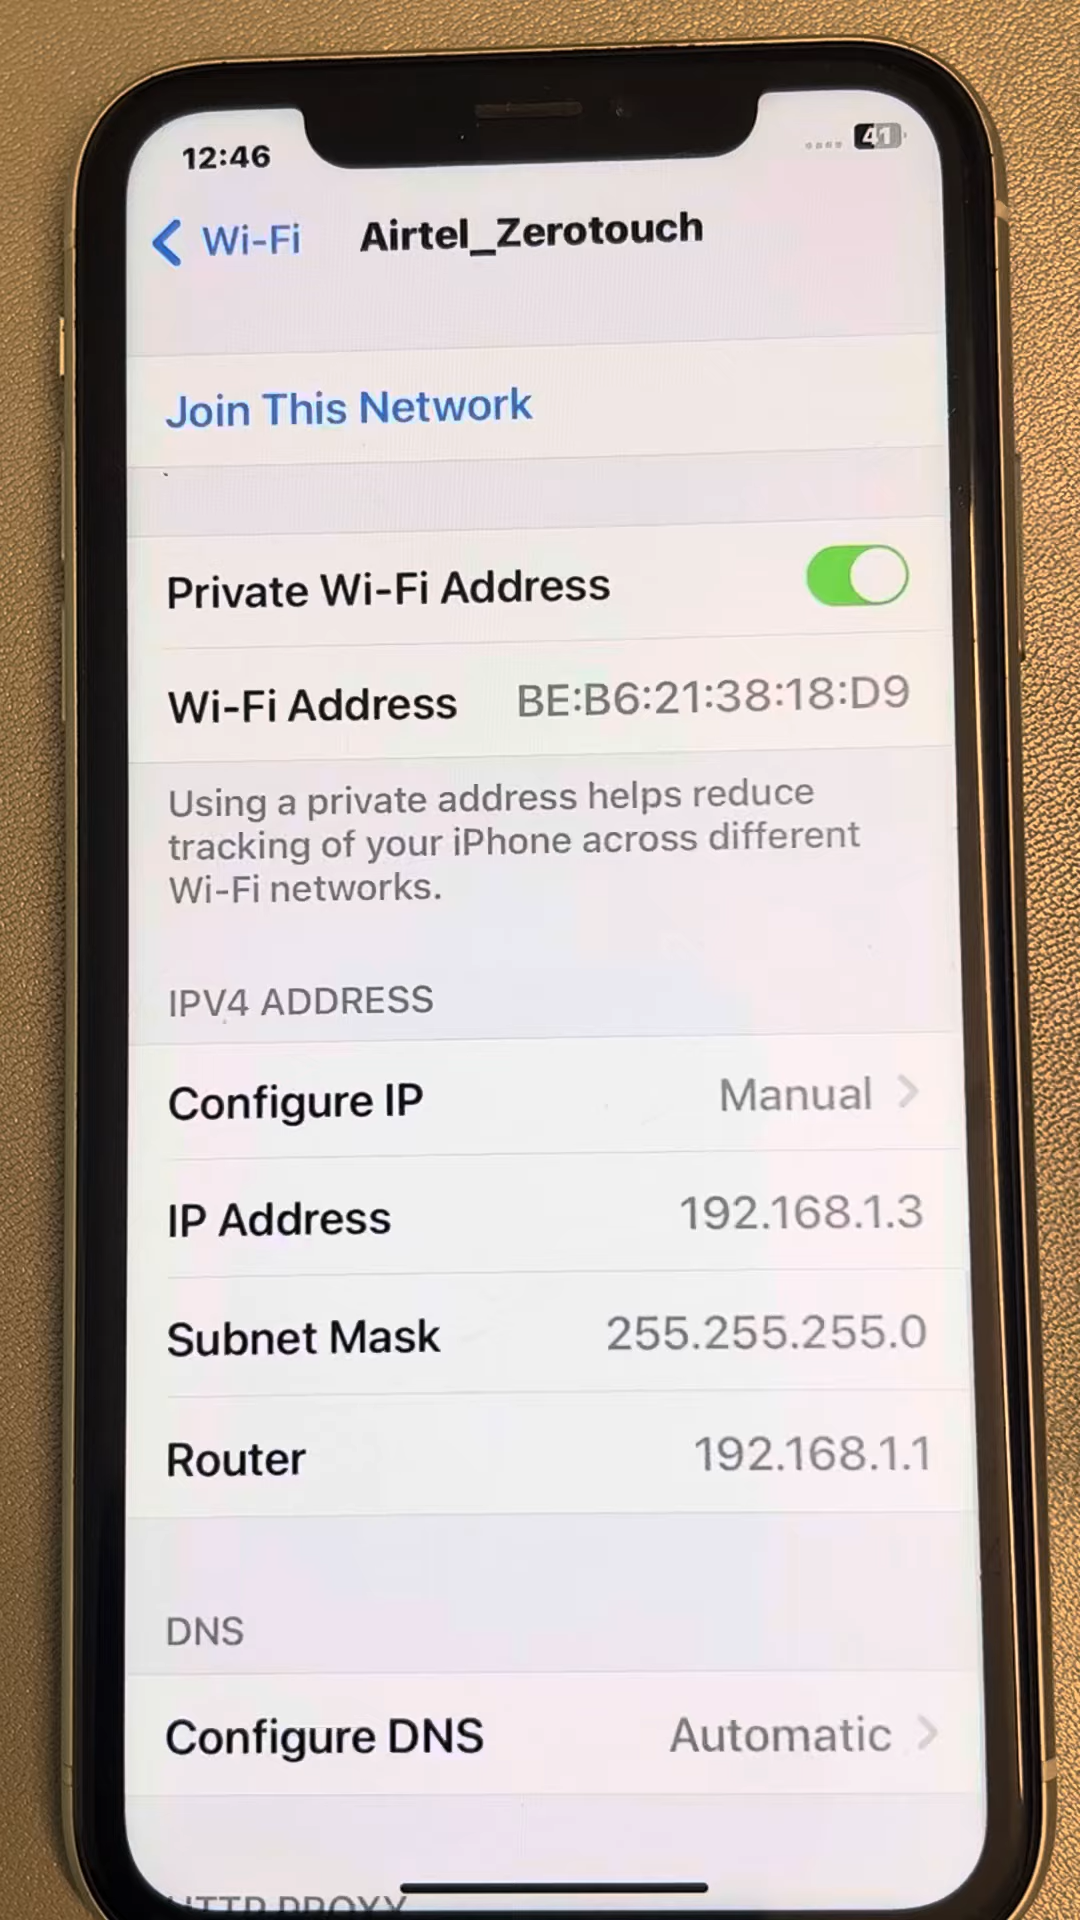 12:46
41
Wi-Fi
Airtel_Zerotouch
Join This Network
Private Wi-Fi Address
Wi-Fi Address BE:B6:21:38:18:D9
Using a private address helps reduce
tracking of your iPhone across different
Wi-Fi networks.
IPV4 ADDRESS
Configure IP Manual
IP Address 192.168.1.3
Subnet Mask 255.255.255.0
Router 192.168.1.1
DNS
Configure DNS Automatic
HTTP PROXY